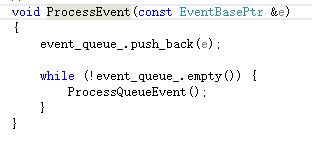 void ProcessEvent(const EventBasePtr &e)
{
event_queue_.push_back(e);
while (!event_queue_.empty()) {
ProcessQueueEvent();
}
}